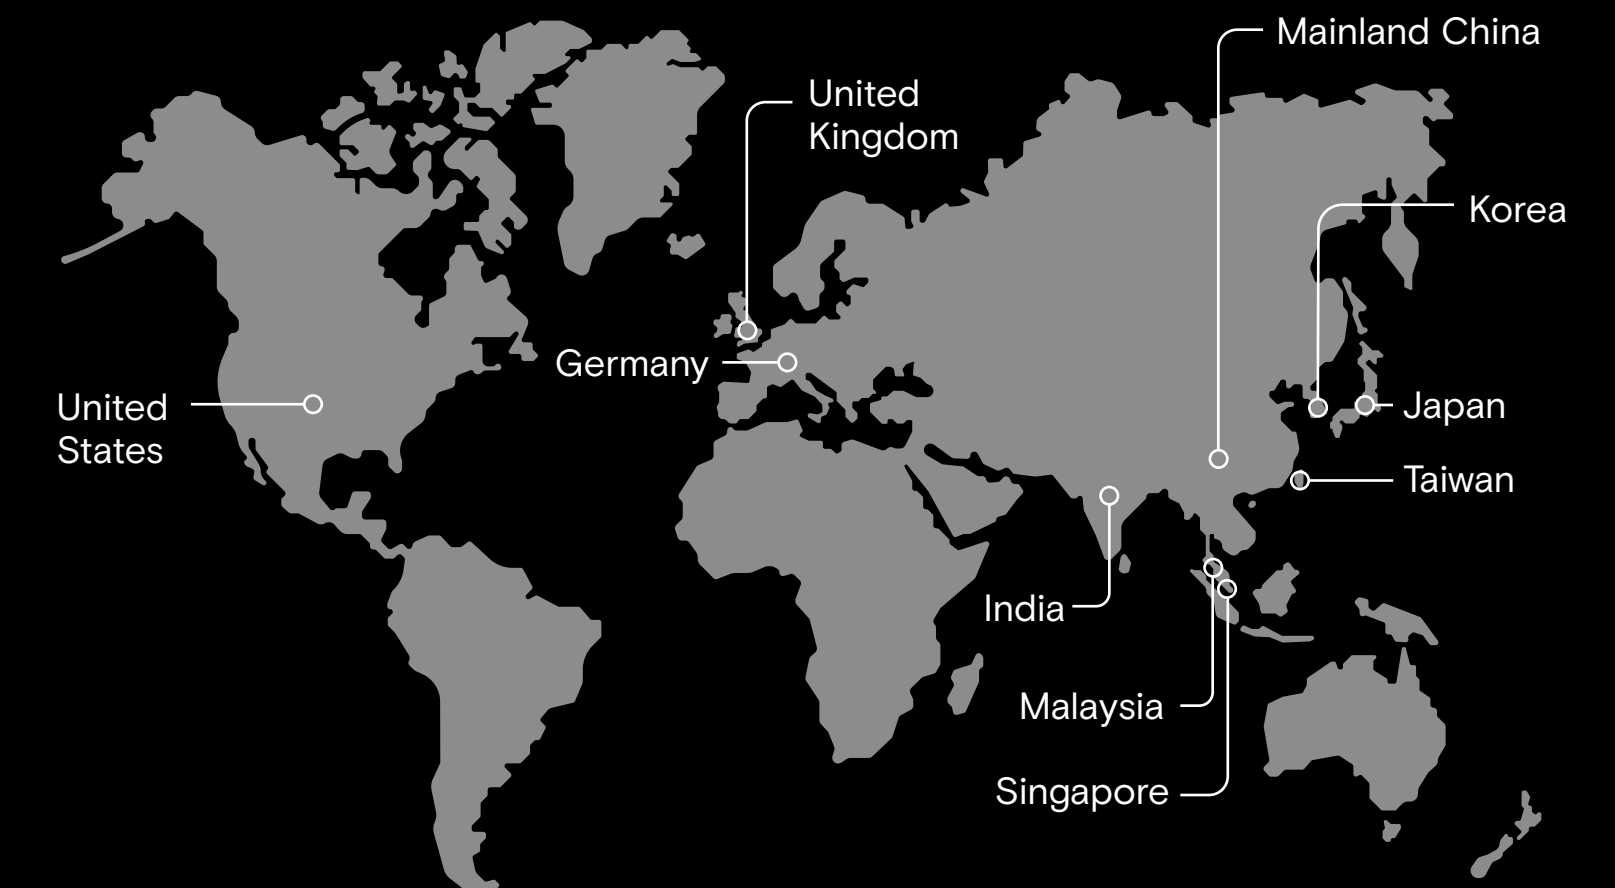 Mainland China
United
Kingdom
Korea
Germany
United
States
Japan
Taiwan
India
Malaysia
Singapore